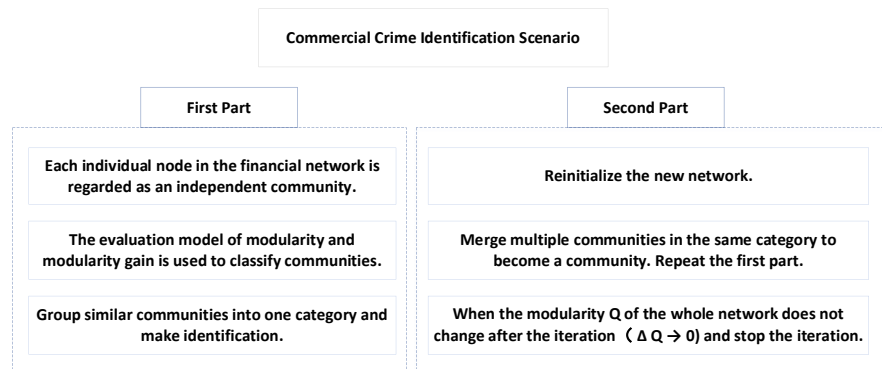 Commercial Crime Identification Scenario
First Part
Each individual node in the financial network is
regarded as an independent community.
The evaluation model of modularity and
modularity gain is used to classify communities.
Group similar communities into one category and
make identification.
Second Part
Reinitialize the new network.
Merge multiple communities in the same category to
become a community. Repeat the first part.
When the modularity Q of the whole network does not
change after the iteration（ Δ Q → 0) and stop the iteration.